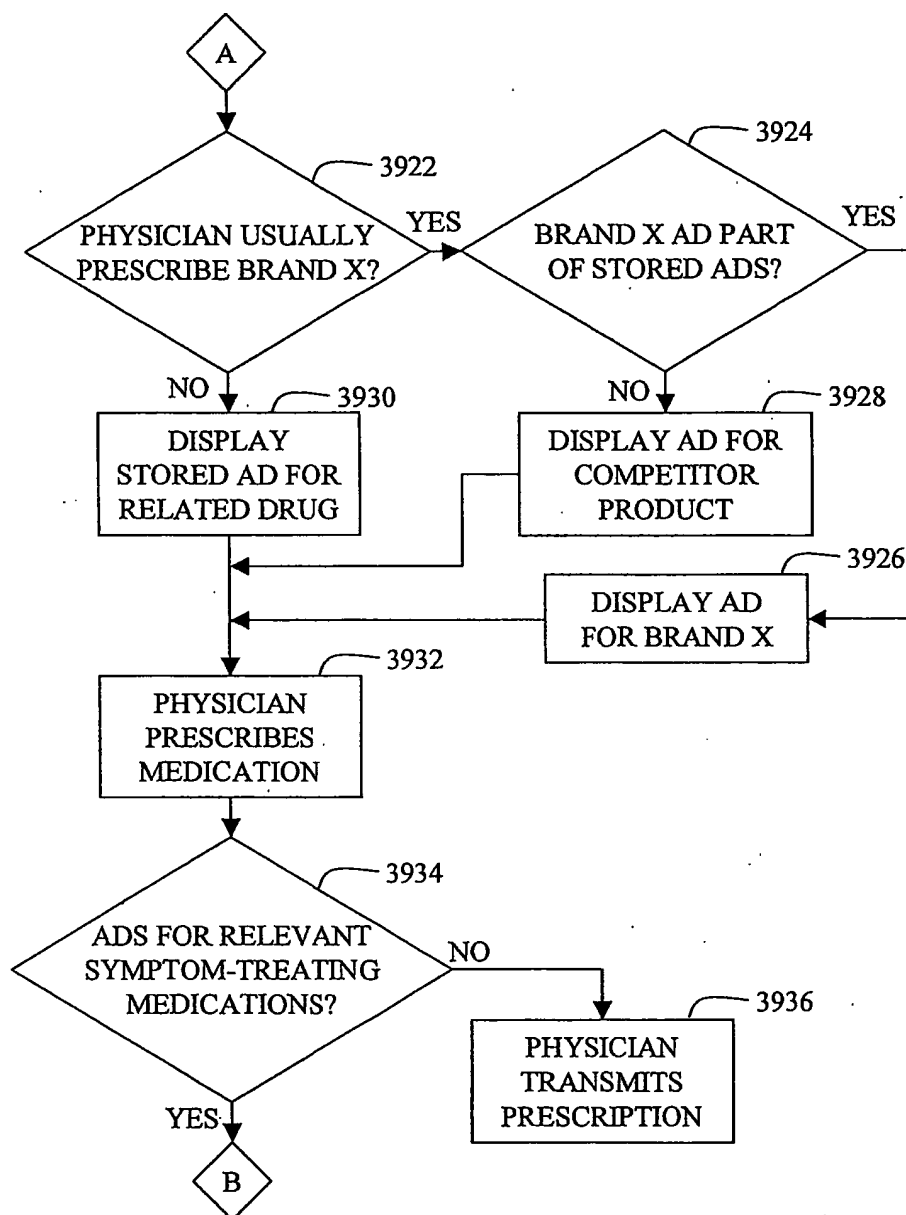 A
3922
3924
PHYSICIAN USUALLY
PRESCRIBE BRAND X?
YES
BRAND X AD PART
OF STORED ADS?
YES
NO
3930
DISPLAY
STORED AD FOR
RELATED DRUG
NO
3928
DISPLAY AD FOR
COMPETITOR
PRODUCT
3926
DISPLAY AD
FOR BRAND X
3932
PHYSICIAN
PRESCRIBES
MEDICATION
3934
ADS FOR RELEVANT
SYMPTOM-TREATING
MEDICATIONS?
NO
3936
PHYSICIAN
TRANSMITS
PRESCRIPTION
YES
B